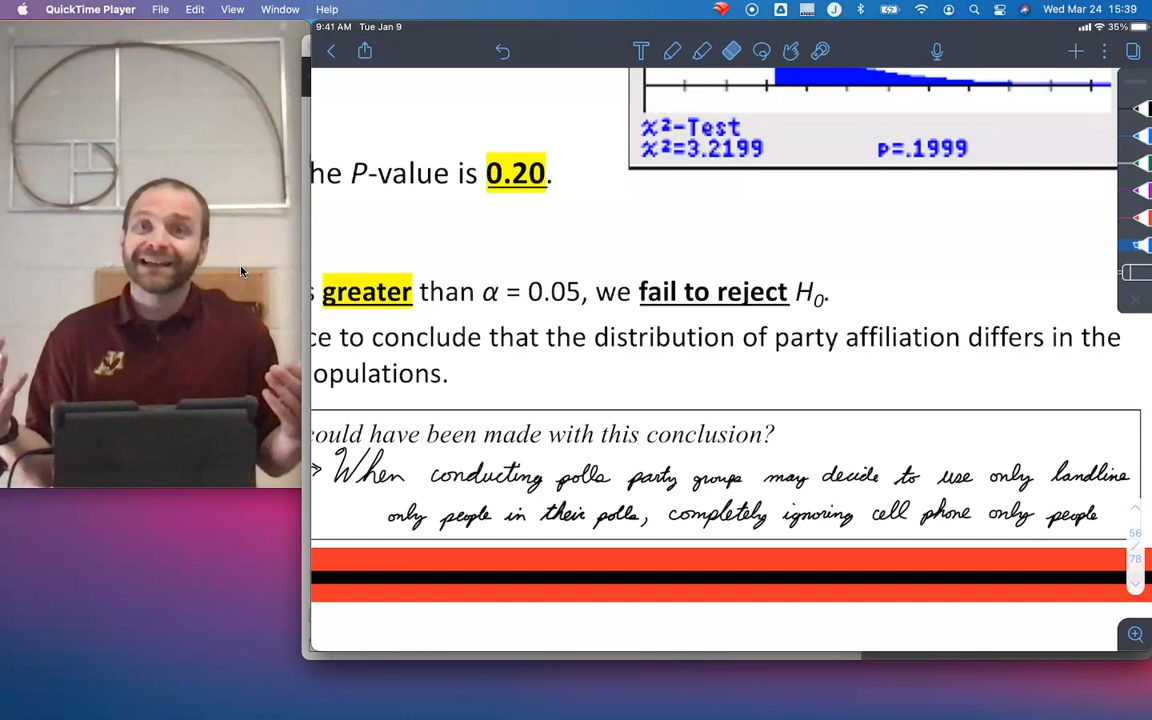 QuickTime Player File Edit View Window Help Wed Mar 24 15:39
9:41 AM Tue Jan 9 35%
χ²-Test
χ²=3.2199 p=.1999
he P-value is 0.20.
s greater than α = 0.05, we fail to reject H₀.
ce to conclude that the distribution of party affiliation differs in the
opulations.
ould have been made with this conclusion?
When conducting polls party groups may decide to use only landline
only people in their polls, completely ignoring cell phone only people
56
/
78